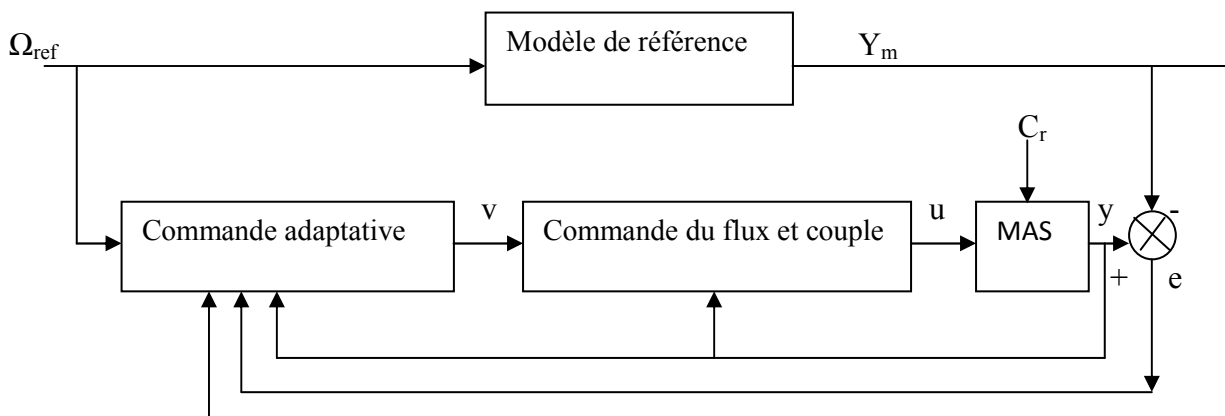 Ω_ref
Modèle de référence
Y_m
C_r
Commande adaptative
v
Commande du flux et couple
u
MAS
y
-
+
e